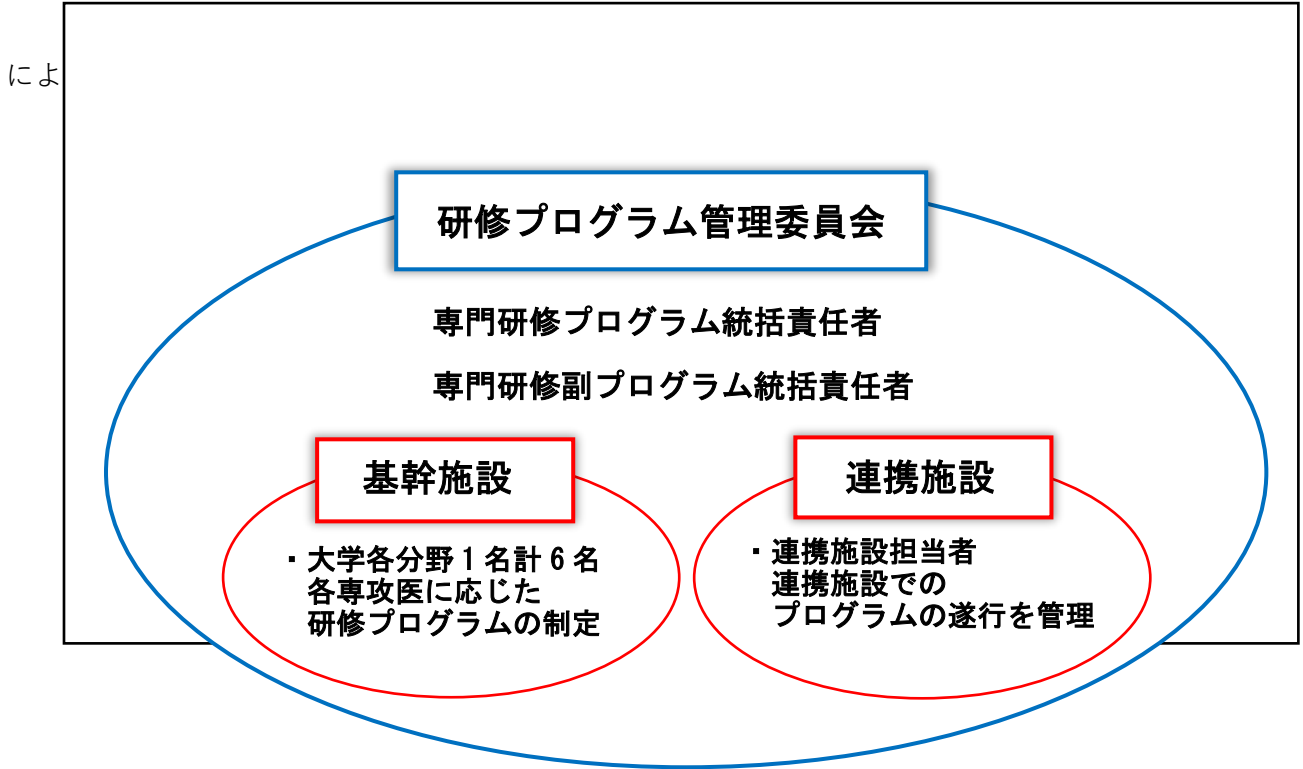 によ
研修プログラム管理委員会
専門研修プログラム統括責任者
専門研修副プログラム統括責任者
基幹施設
・大学各分野１名計６名
各専攻医に応じた
研修プログラムの制定
連携施設
・連携施設担当者
連携施設での
プログラムの遂行を管理